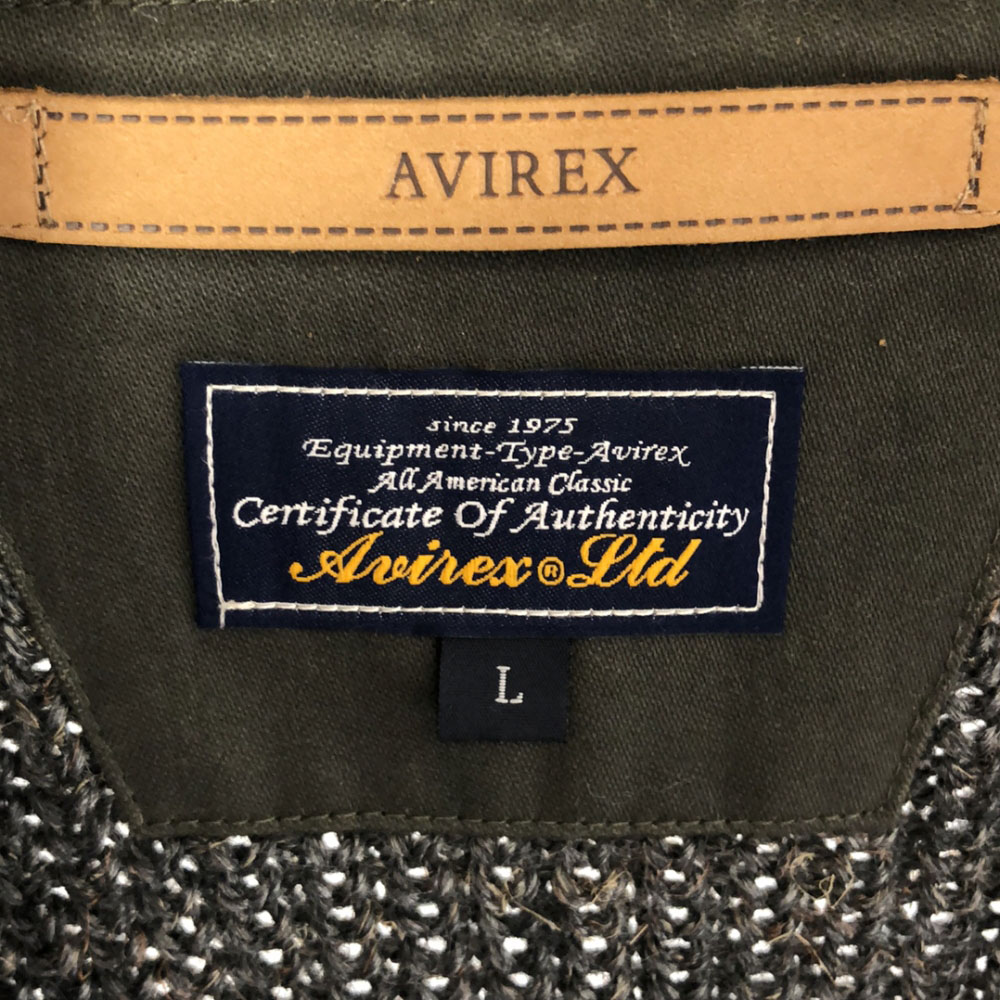 AVIREX
since 1975
Equipment-Type-Avirex
All American Classic
Certificate Of Authenticity
Avirex® Ltd
L